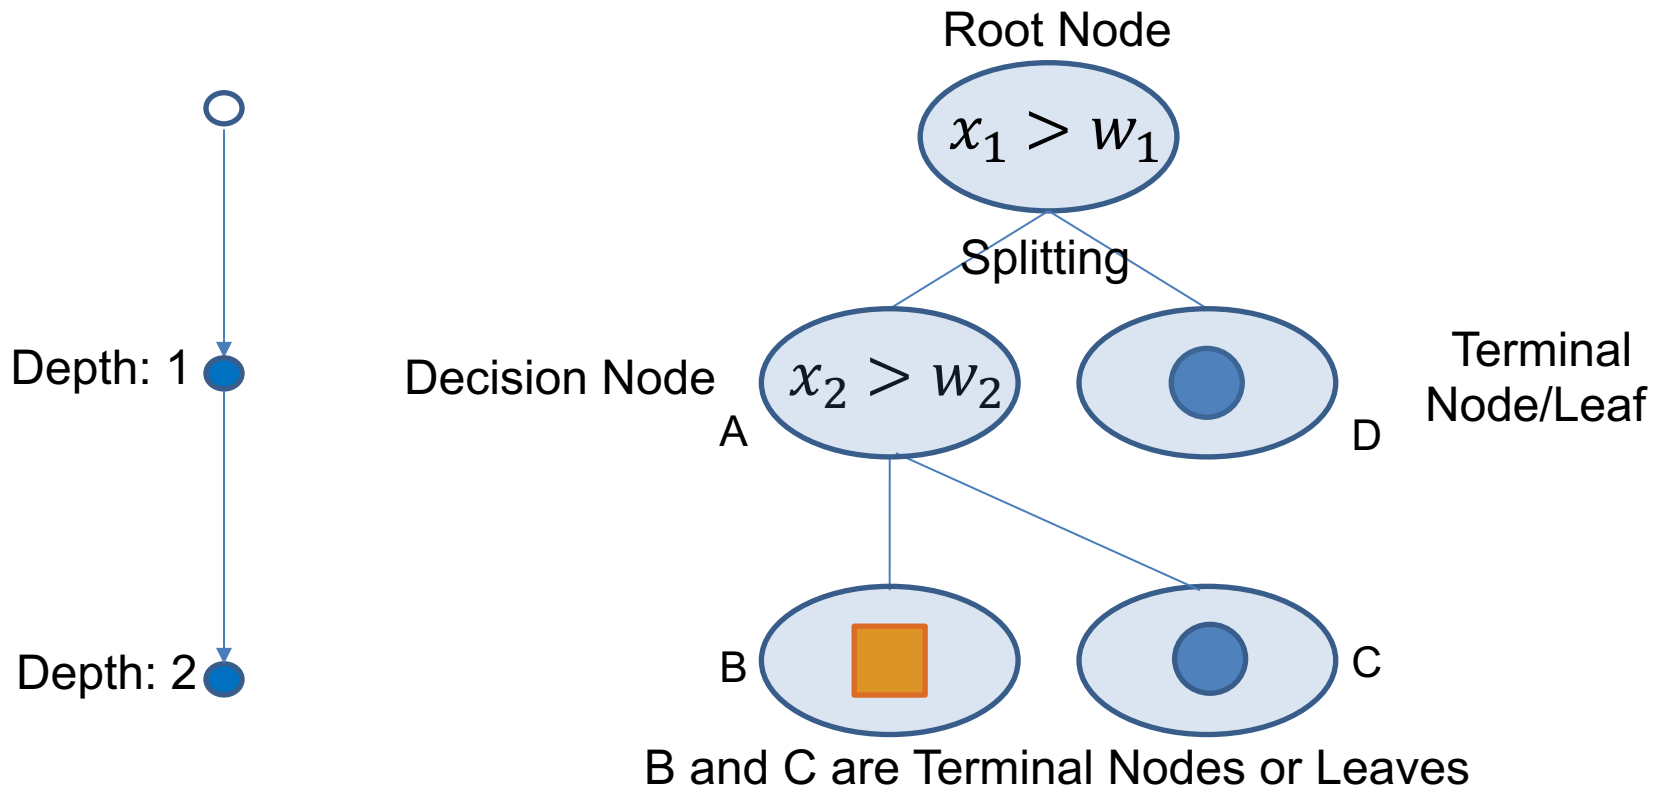 Root Node
x₁ > w₁
Splitting
Depth: 1
Decision Node
x₂ > w₂
A
D
Terminal
Node/Leaf
Depth: 2
B
C
B and C are Terminal Nodes or Leaves